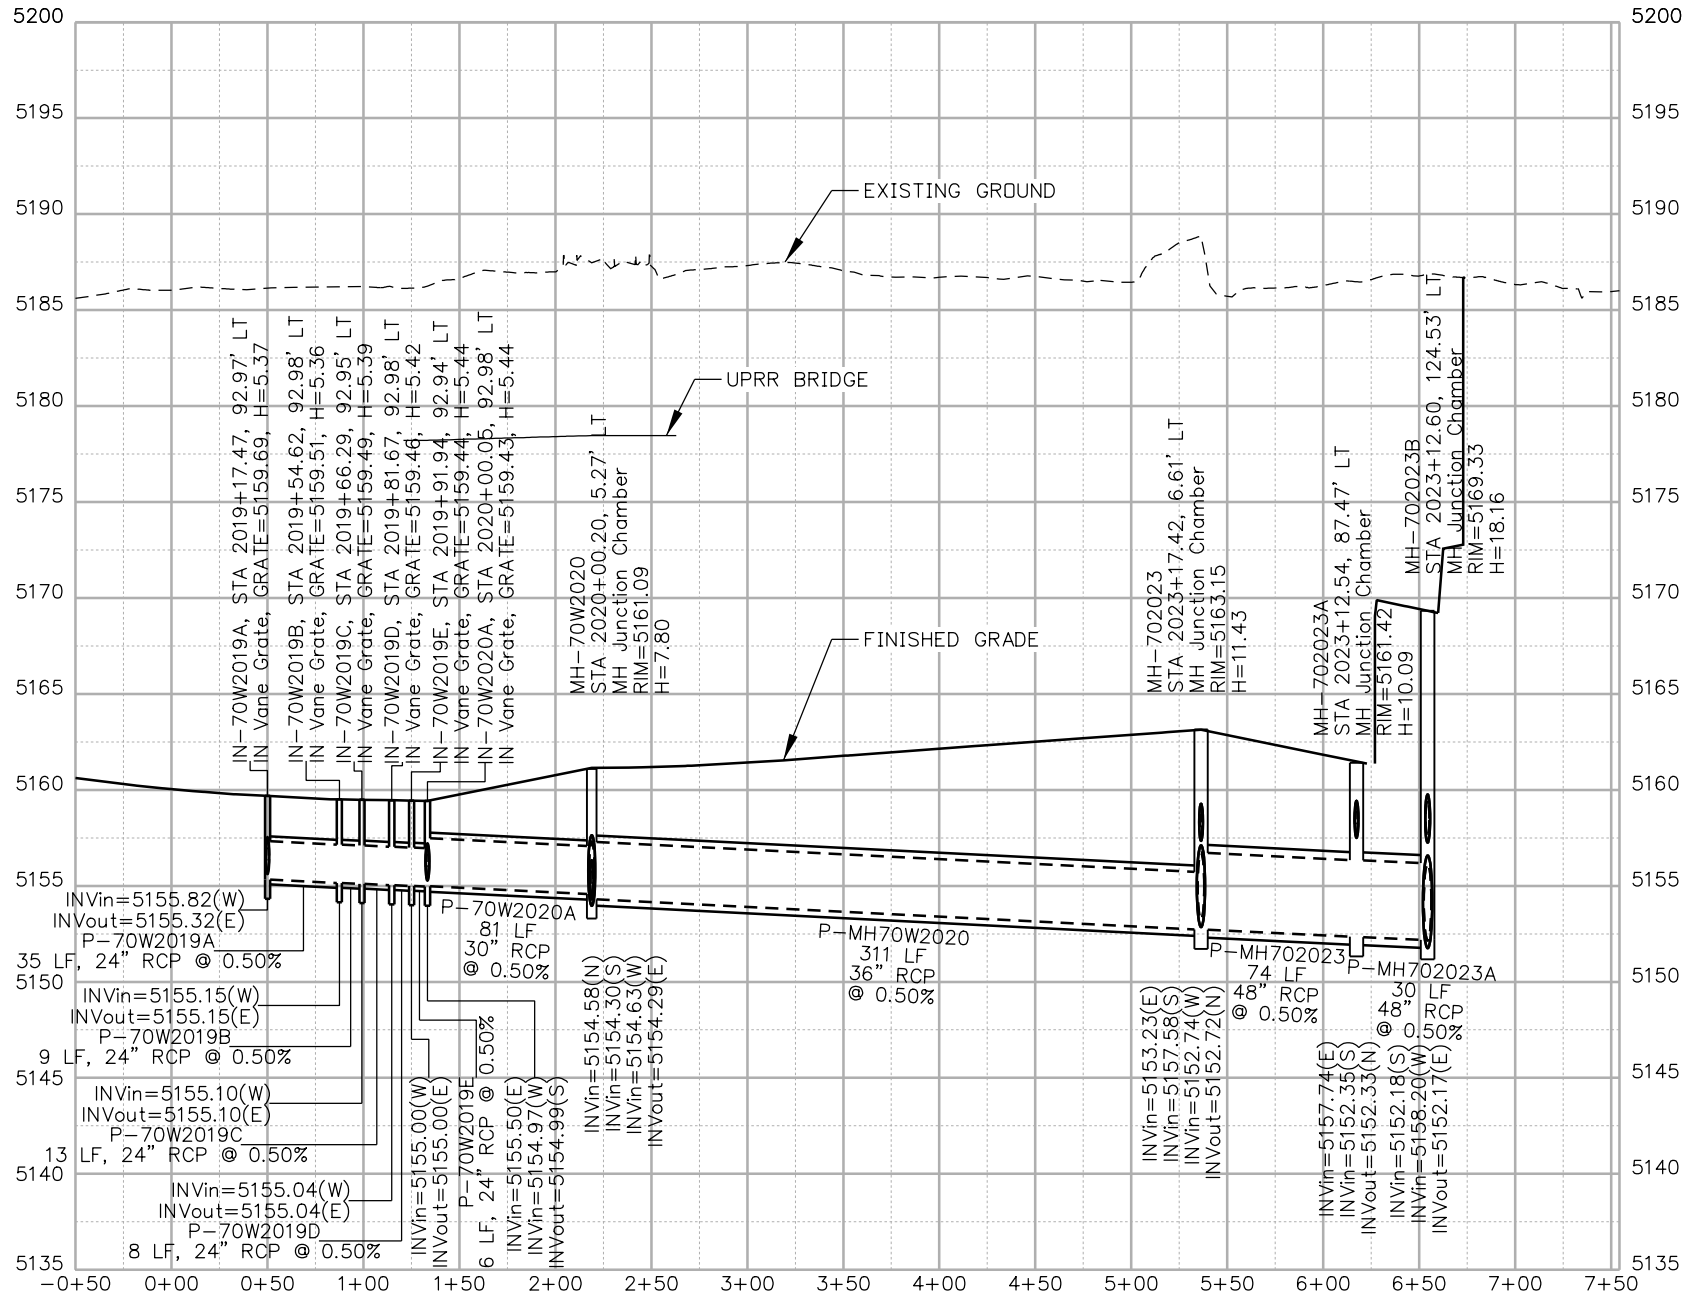 5200
5195
5190
5185
5180
5175
5170
5165
5160
5155
5150
5145
5140
5135
5200
5195
5190
5185
5180
5175
5170
5165
5160
5155
5150
5145
5140
5135
-0+50 0+00 0+50 1+00 1+50 2+00 2+50 3+00 3+50 4+00 4+50 5+00 5+50 6+00 6+50 7+00 7+50
EXISTING GROUND
UPRR BRIDGE
FINISHED GRADE
IN-70W2019A, STA 2019+17.47, 92.97' LT
IN Vane Grate, GRATE=5159.69, H=5.37
IN-70W2019B, STA 2019+54.62, 92.98' LT
IN Vane Grate, GRATE=5159.51, H=5.36
IN-70W2019C, STA 2019+66.29, 92.95' LT
IN Vane Grate, GRATE=5159.49, H=5.39
IN-70W2019D, STA 2019+81.67, 92.98' LT
IN Vane Grate, GRATE=5159.46, H=5.42
IN-70W2019E, STA 2019+91.94, 92.94' LT
IN Vane Grate, GRATE=5159.44, H=5.44
IN-70W2020A, STA 2020+00.05, 92.98' LT
IN Vane Grate, GRATE=5159.43, H=5.44
MH-70W2020
STA 2020+00.20, 5.27' LT
MH Junction Chamber
RIM=5161.09
H=7.80
MH-702023
STA 2023+17.42, 6.61' LT
MH Junction Chamber
RIM=5163.15
H=11.43
MH-702023A
STA 2023+12.54, 87.47' LT
MH Junction Chamber
RIM=5161.42
H=10.09
MH-702023B
STA 2023+12.60, 124.53' LT
MH Junction Chamber
RIM=5169.33
H=18.16
INVin=5155.82(W)
INVout=5155.32(E)
P-70W2019A
35 LF, 24" RCP @ 0.50%
INVin=5155.15(W)
INVout=5155.15(E)
P-70W2019B
9 LF, 24" RCP @ 0.50%
INVin=5155.10(W)
INVout=5155.10(E)
P-70W2019C
13 LF, 24" RCP @ 0.50%
INVin=5155.04(W)
INVout=5155.04(E)
P-70W2019D
8 LF, 24" RCP @ 0.50%
INVin=5155.00(W)
INVout=5155.00(E)
P-70W2019E
6 LF, 24" RCP @ 0.50%
INVin=5155.50(E)
INVin=5154.97(W)
INVout=5154.99(S)
P-70W2020A
81 LF
30" RCP
@ 0.50%
INVin=5154.58(N)
INVin=5154.30(S)
INVin=5154.63(W)
INVout=5154.29(E)
P-MH70W2020
311 LF
36" RCP
@ 0.50%
INVin=5153.23(E)
INVin=5157.58(S)
INVin=5152.74(W)
INVout=5152.72(N)
P-MH702023
74 LF
48" RCP
@ 0.50%
INVin=5157.74(E)
INVin=5152.35(S)
INVout=5152.33(N)
P-MH702023A
30 LF
48" RCP
@ 0.50%
INVin=5152.18(S)
INVin=5158.20(W)
INVout=5152.17(E)